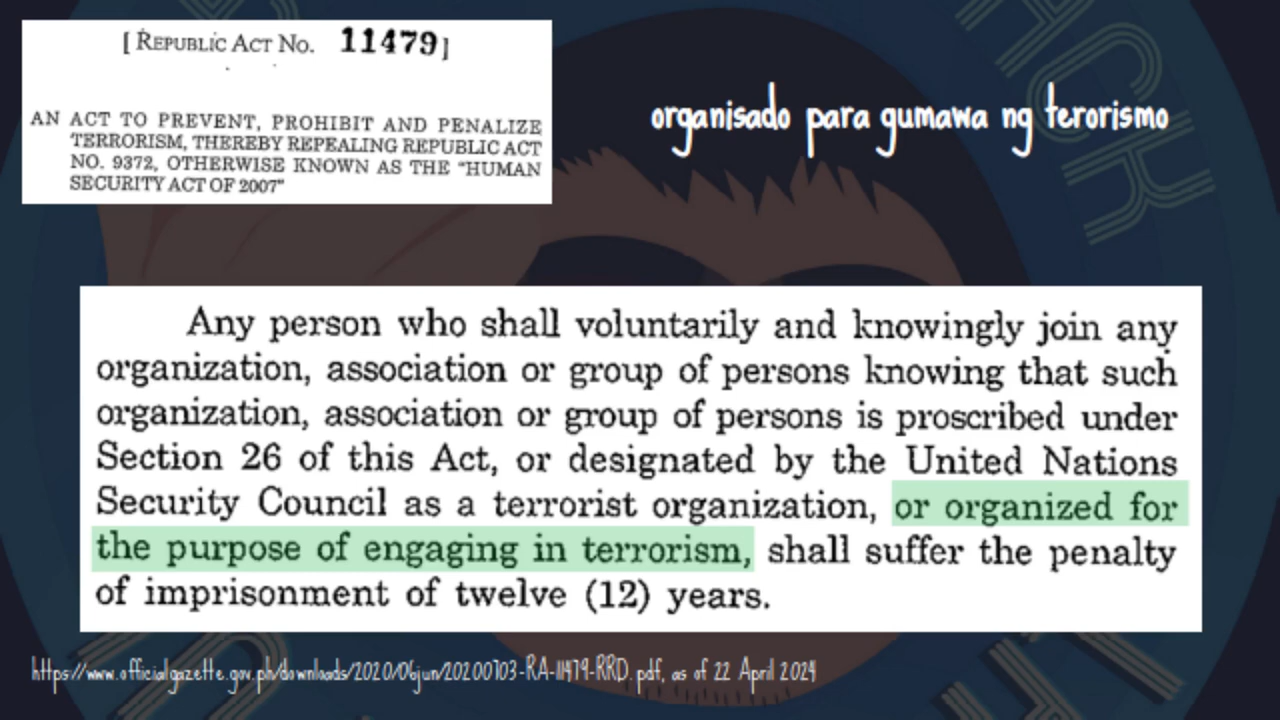 [ REPUBLIC ACT NO. 11479 ]
AN ACT TO PREVENT, PROHIBIT AND PENALIZE
TERRORISM, THEREBY REPEALING REPUBLIC ACT
NO. 9372, OTHERWISE KNOWN AS THE "HUMAN
SECURITY ACT OF 2007"
organisado para gumawa ng terorismo
Any person who shall voluntarily and knowingly join any
organization, association or group of persons knowing that such
organization, association or group of persons is proscribed under
Section 26 of this Act, or designated by the United Nations
Security Council as a terrorist organization, or organized for
the purpose of engaging in terrorism, shall suffer the penalty
of imprisonment of twelve (12) years.
https://www.officialgazette.gov.ph/downloads/2020/06jun/20200703-RA-11479-RRD.pdf, as of 22 April 2024